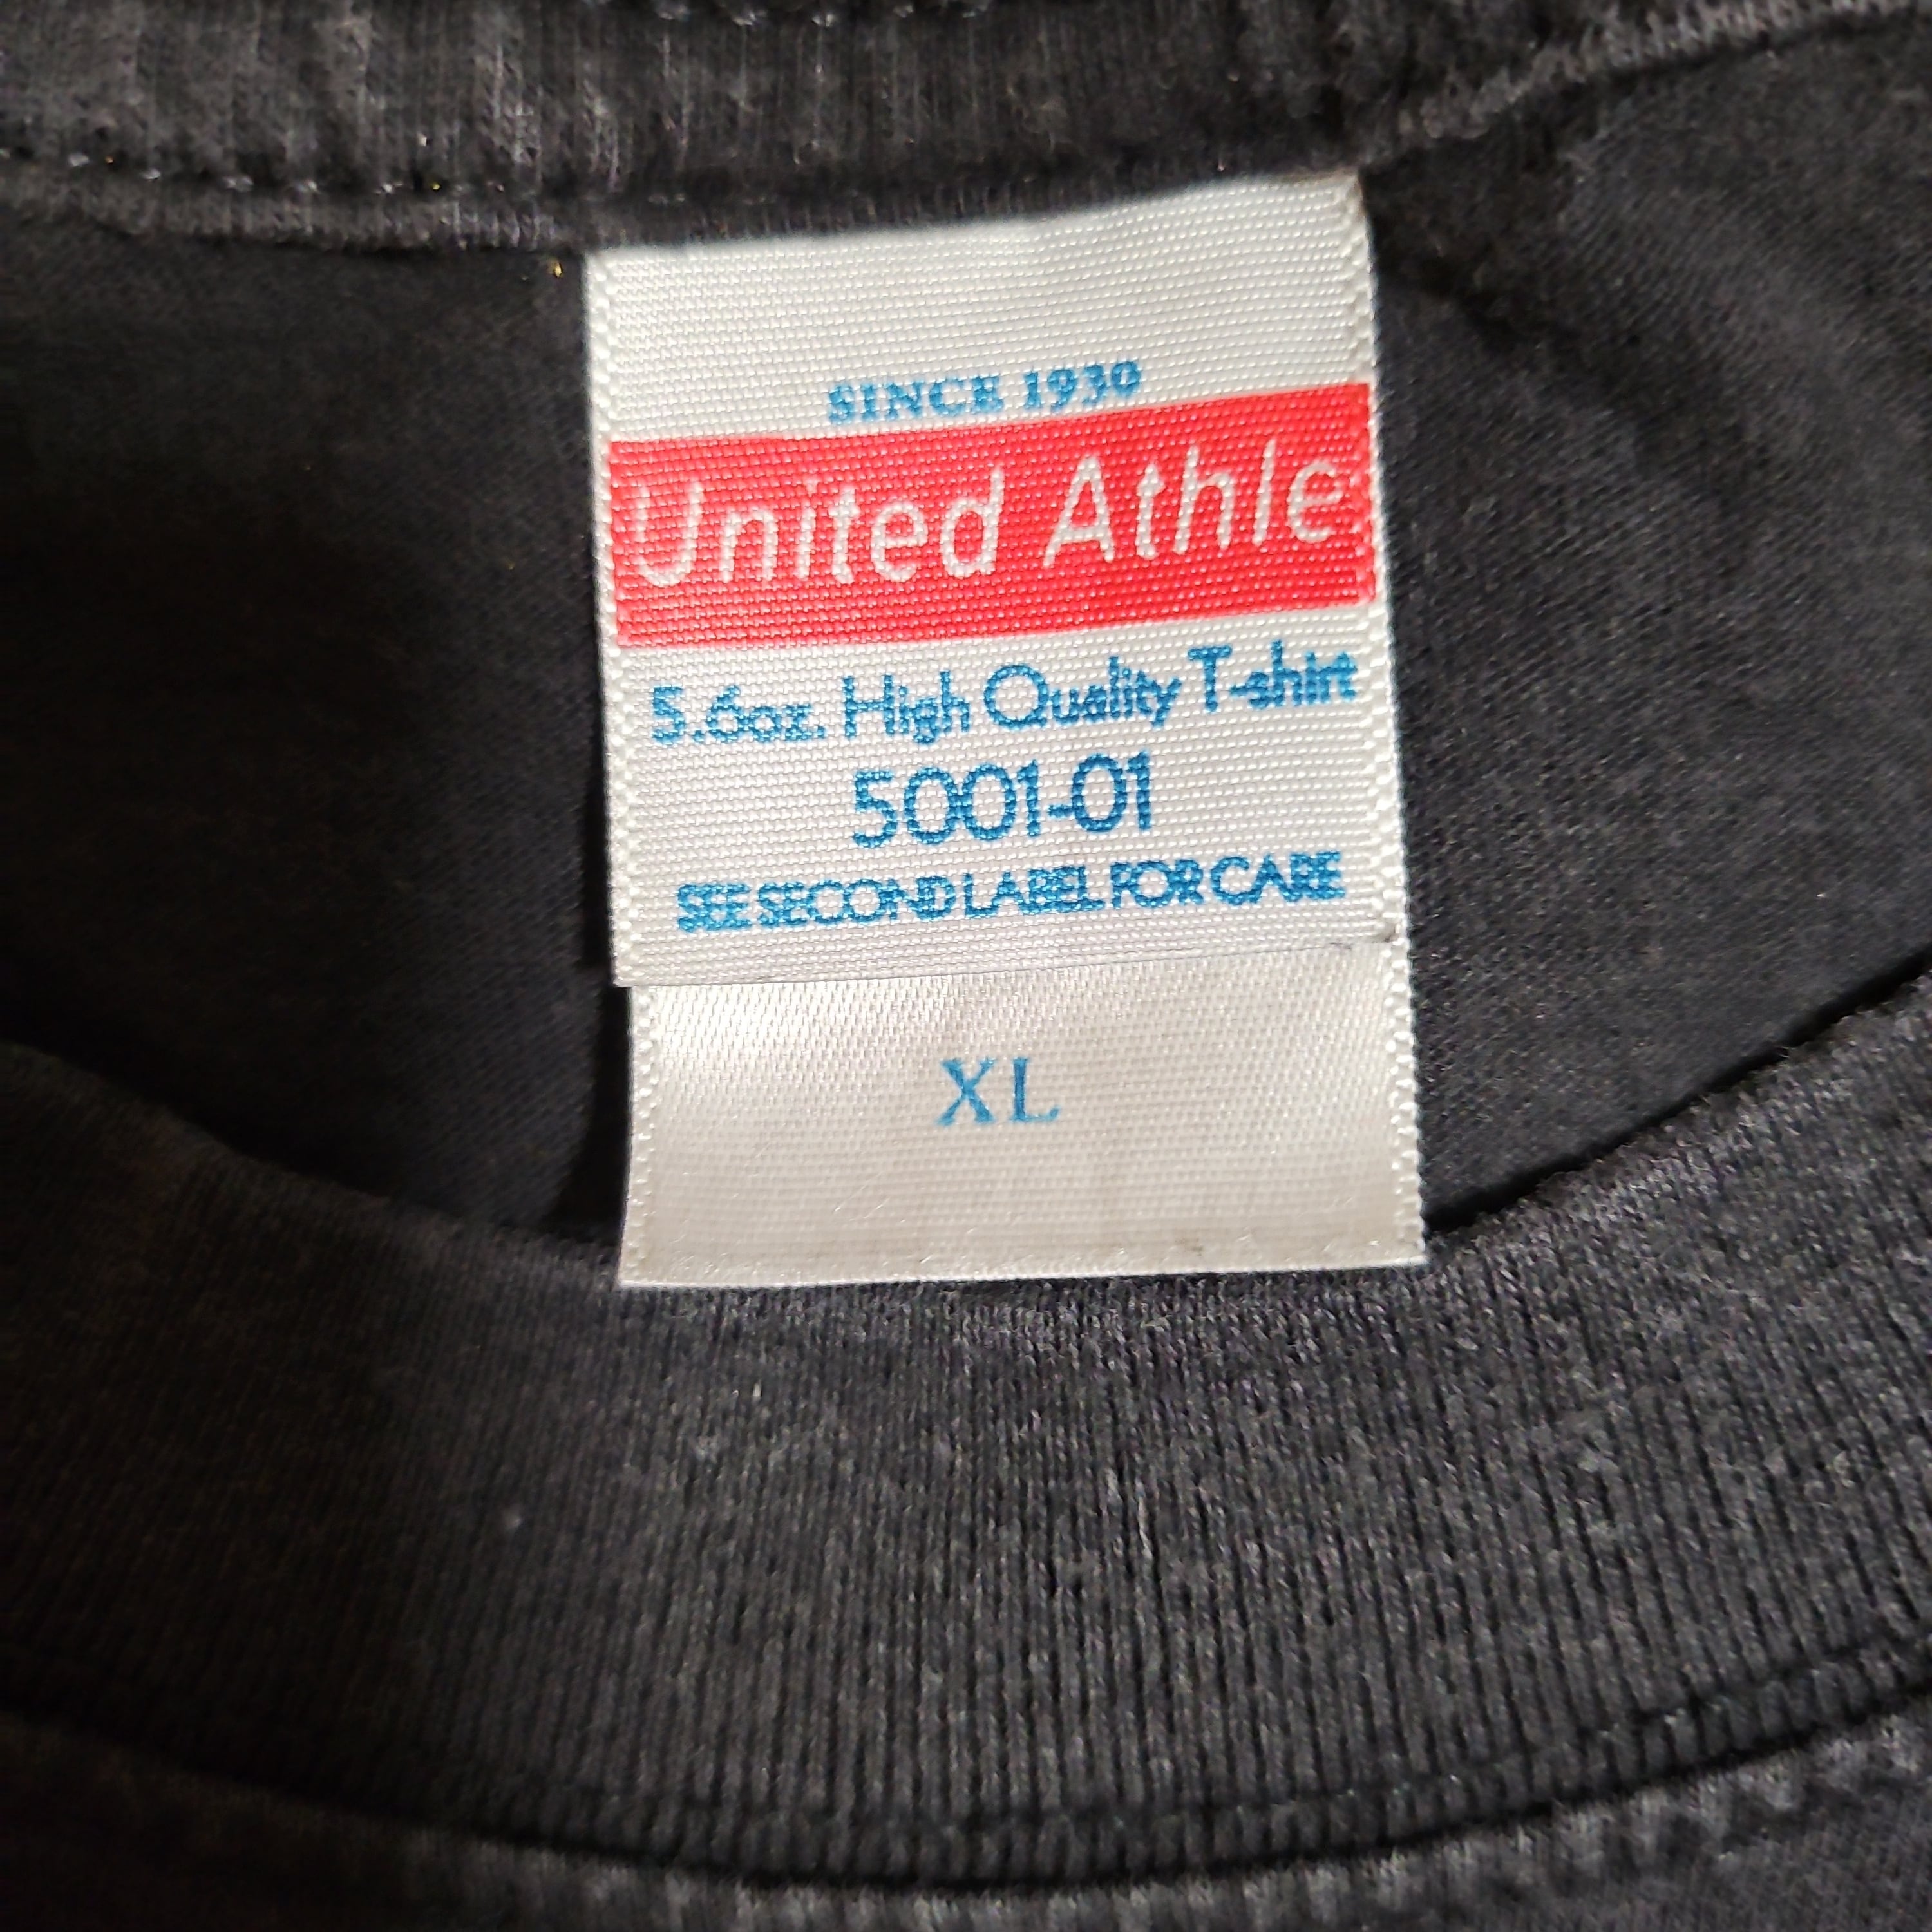 SINCE 1930
United Athle
5.6oz. High Quality T-shirt
5001-01
SEE SECOND LABEL FOR CARE
XL